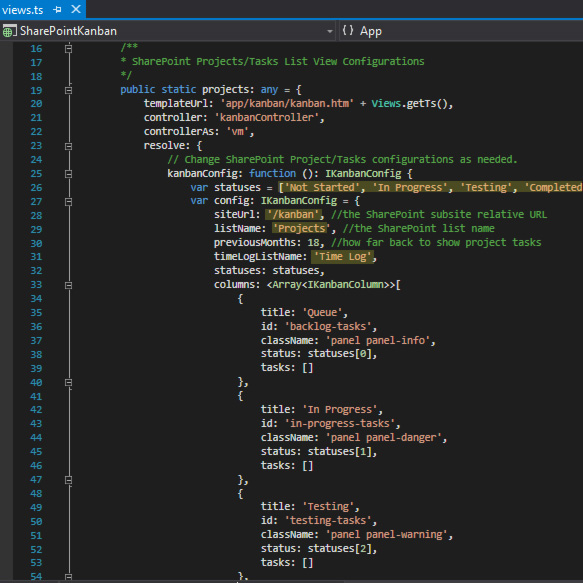 views.ts
SharePointKanban
{} App
16 /**
17 * SharePoint Projects/Tasks List View Configurations
18 */
19 public static projects: any = {
20 templateUrl: 'app/kanban/kanban.htm' + Views.getTs(),
21 controller: 'kanbanController',
22 controllerAs: 'vm',
23 resolve: {
24 // Change SharePoint Project/Tasks configurations as needed.
25 kanbanConfig: function (): IKanbanConfig {
26 var statuses = ['Not Started', 'In Progress', 'Testing', 'Completed
27 var config: IKanbanConfig = {
28 siteUrl: '/kanban', //the SharePoint subsite relative URL
29 listName: 'Projects', //the SharePoint list name
30 previousMonths: 18, //how far back to show project tasks
31 timeLogListName: 'Time Log',
32 statuses: statuses,
33 columns: <Array<IKanbanColumn>>[
34 {
35 title: 'Queue',
36 id: 'backlog-tasks',
37 className: 'panel panel-info',
38 status: statuses[0],
39 tasks: []
40 },
41 {
42 title: 'In Progress',
43 id: 'in-progress-tasks',
44 className: 'panel panel-danger',
45 status: statuses[1],
46 tasks: []
47 },
48 {
49 title: 'Testing',
50 id: 'testing-tasks',
51 className: 'panel panel-warning',
52 status: statuses[2],
53 tasks: []
54 },